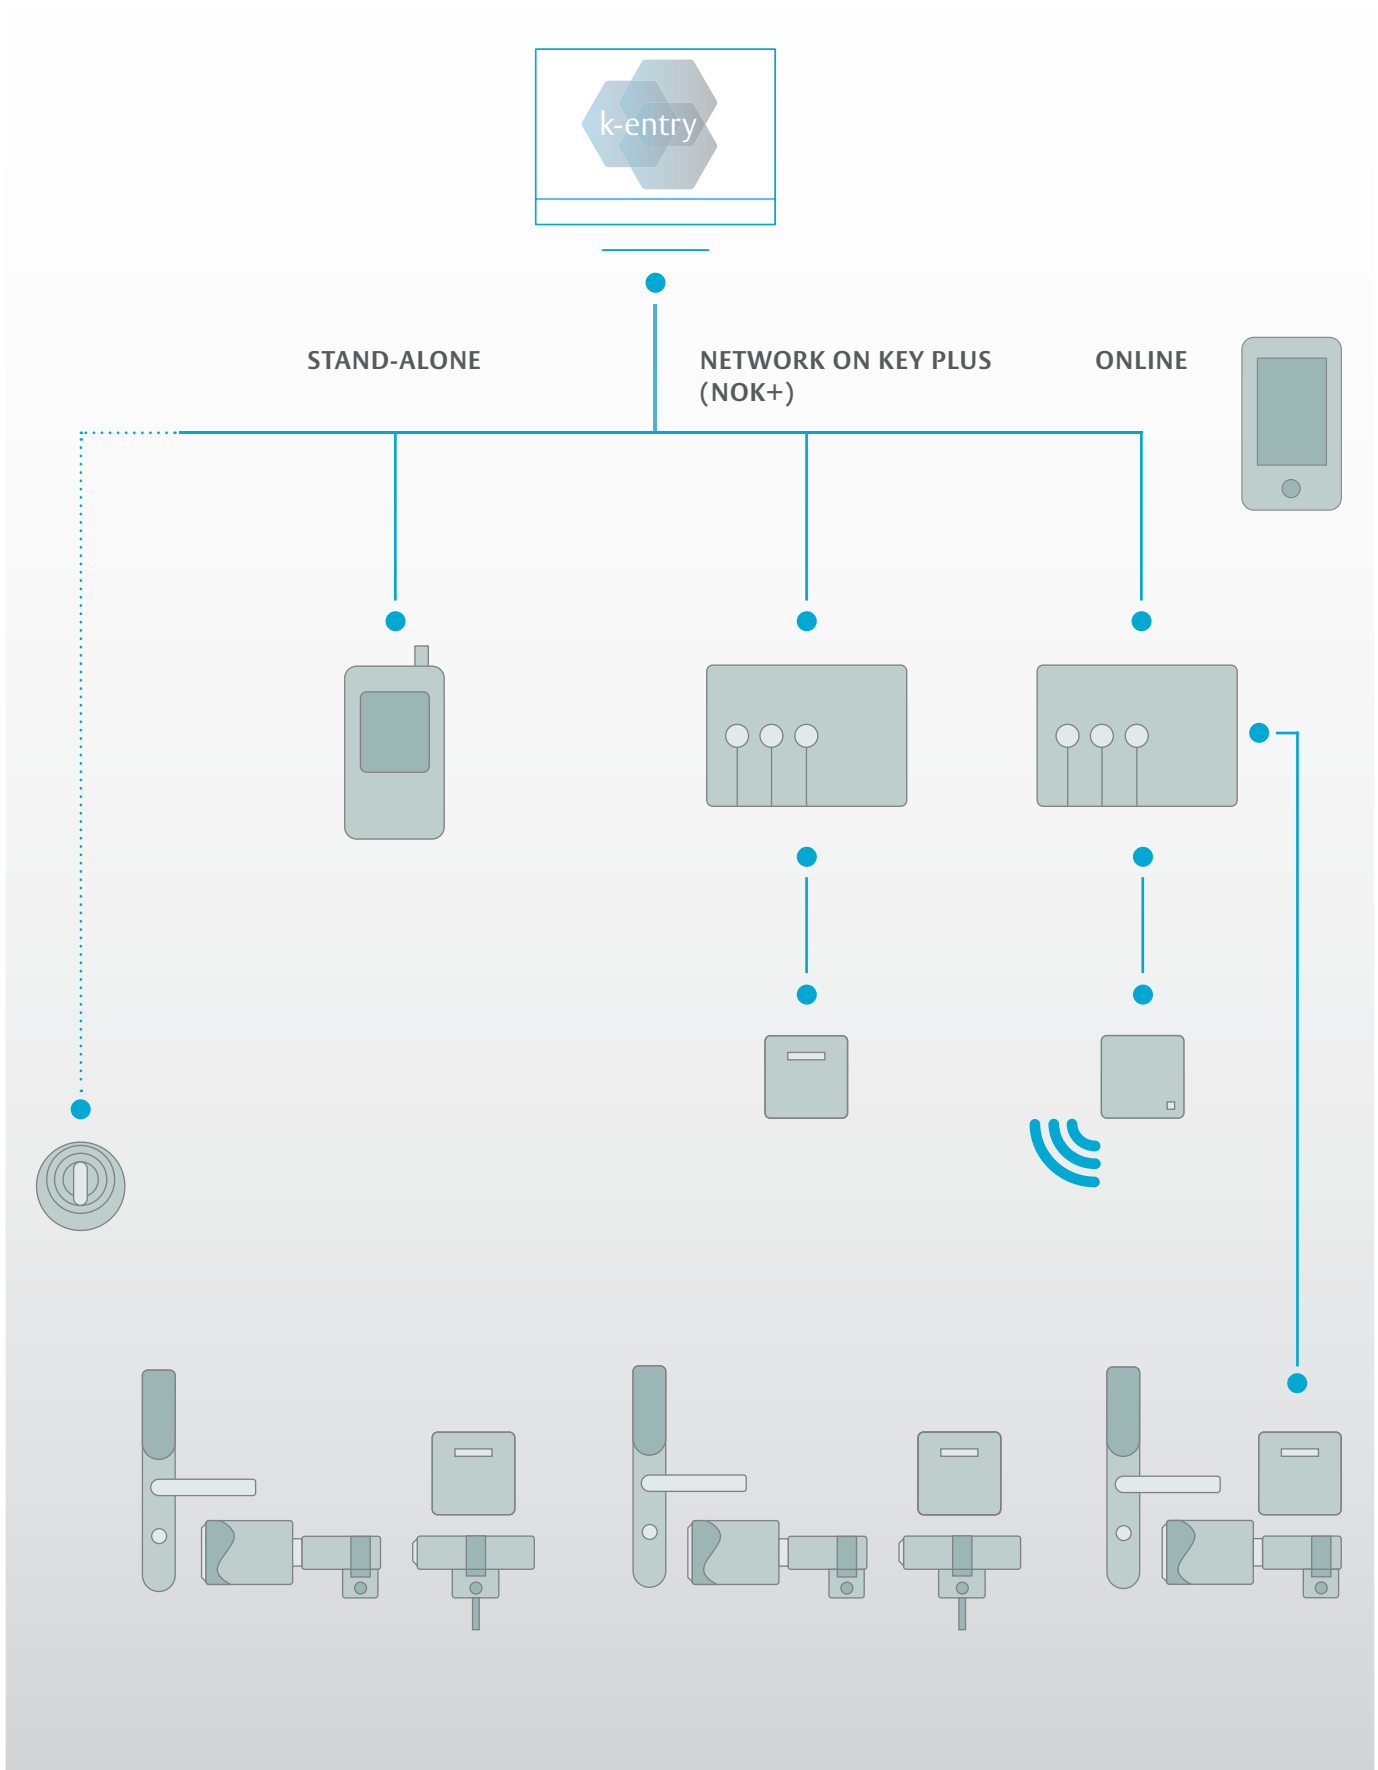 k-entry
STAND-ALONE
NETWORK ON KEY PLUS
(NOK+)
ONLINE